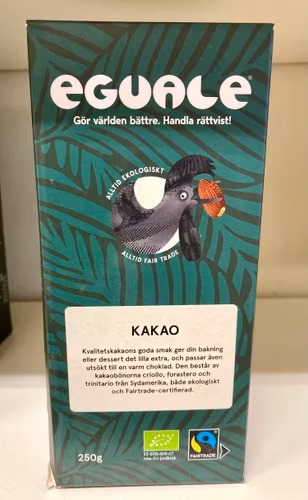 eGUALe
Gör världen bättre. Handla rättvist!
ALLTID EKOLOGISKT
ALLTID FAIR TRADE
KAKAO
Kvalitetskakaons goda smak ger din bakning
eller dessert det lilla extra, och passar även
utsökt till en varm choklad. Den består av
kakaobönorna criollo, forastero och
trinitario från Sydamerika, både ekologiskt
och Fairtrade-certifierad.
250g
FAIRTRADE